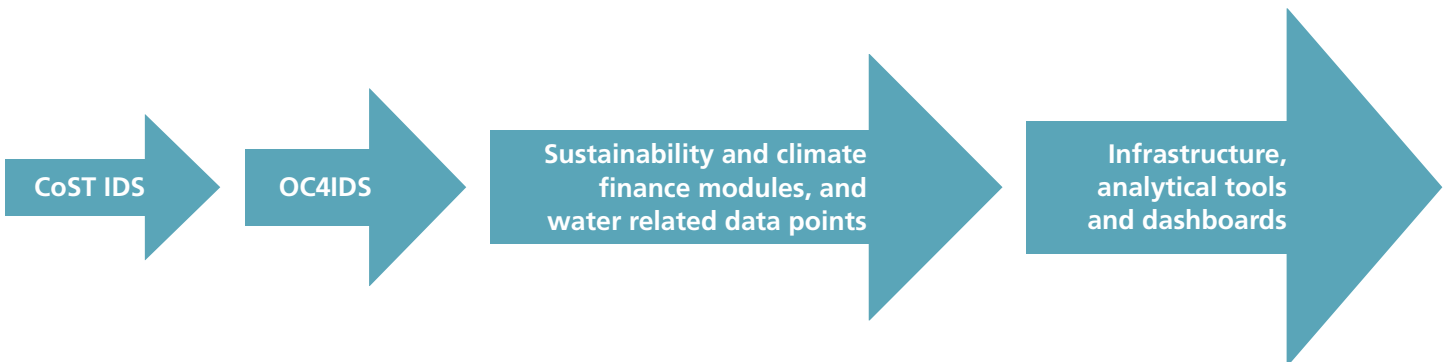 CoST IDS
OC4IDS
Sustainability and climate
finance modules, and
water related data points
Infrastructure,
analytical tools
and dashboards